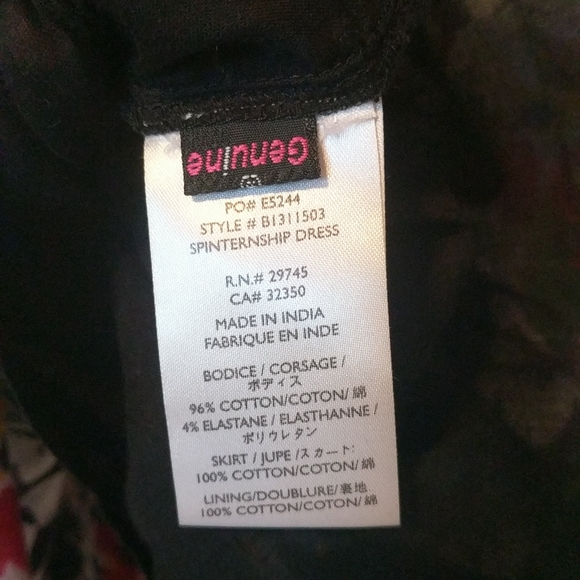 Genuine
PO# E5244
STYLE # B1311503
SPINTERNSHIP DRESS
R.N.# 29745
CA# 32350
MADE IN INDIA
FABRIQUE EN INDE
BODICE / CORSAGE /
ボディス
96% COTTON/COTON/ 綿
4% ELASTANE / ELASTHANNE /
ポリウレタン
SKIRT / JUPE /スカート:
100% COTTON/COTON/ 綿
LINING/DOUBLURE/裏地
100% COTTON/COTON/ 綿